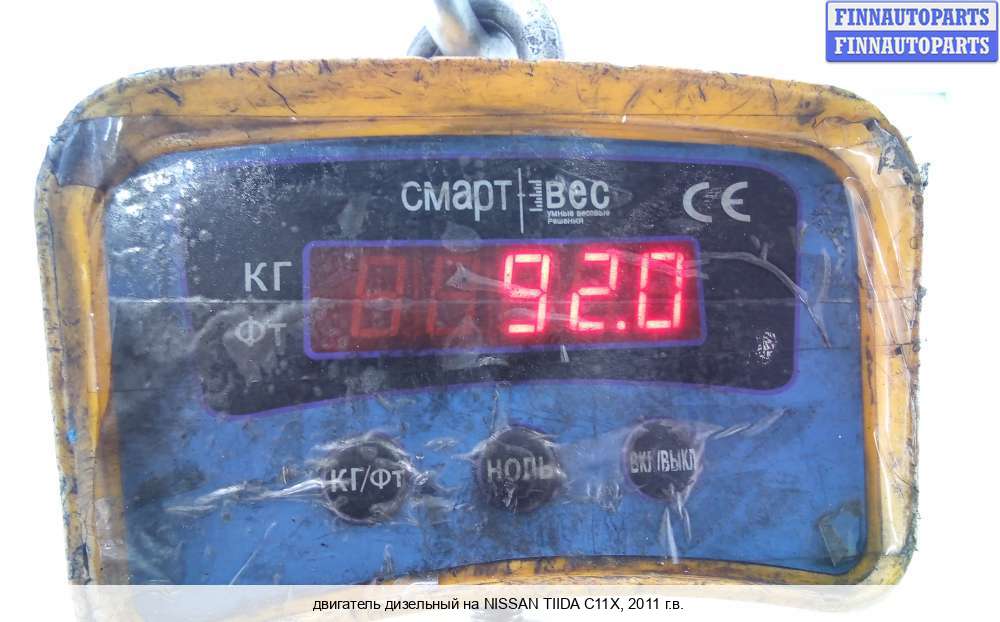 FINNAUTOPARTS
FINNAUTOPARTS
смарт вес
умные весовые
решения
CE
КГ
ФТ
92.0
КГ/ФТ
НОЛЬ
ВКЛ/ВЫКЛ
двигатель дизельный на NISSAN TIIDA C11X, 2011 г.в.